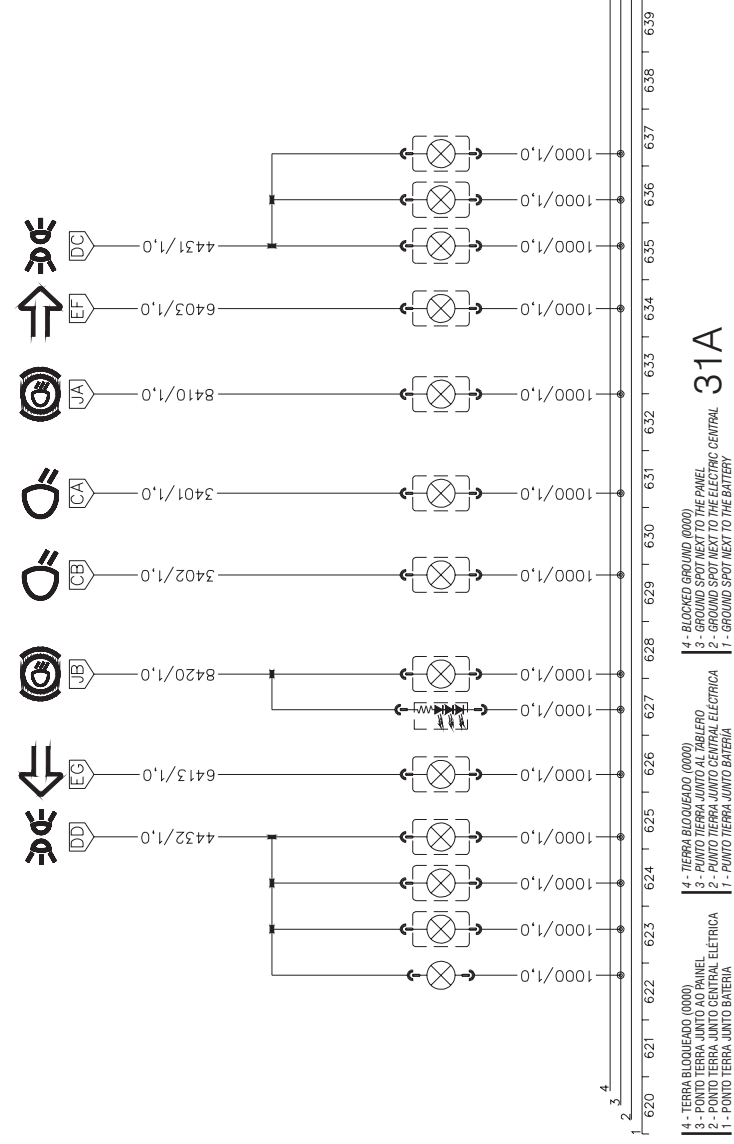 DD
EG
JB
CB
CA
JA
EF
DC
4432/1,0
6413/1,0
8420/1,0
3402/1,0
3401/1,0
8410/1,0
6403/1,0
4431/1,0
1000/1,0
1000/1,0
1000/1,0
1000/1,0
1000/1,0
1000/1,0
1000/1,0
1000/1,0
1000/1,0
1000/1,0
1000/1,0
1000/1,0
1000/1,0
1000/1,0
4
3
2
1
620 621 622 623 624 625 626 627 628 629 630 631 632 633 634 635 636 637 638 639
4 - TERRA BLOQUEADO (0000)
3 - PONTO TERRA JUNTO AO PAINEL
2 - PONTO TERRA JUNTO CENTRAL ELÉTRICA
1 - PONTO TERRA JUNTO BATERIA
4 - TIERRA BLOQUEADO (0000)
3 - PUNTO TIERRA JUNTO AL TABLERO
2 - PUNTO TIERRA JUNTO CENTRAL ELÉCTRICA
1 - PUNTO TIERRA JUNTO BATERÍA
4 - BLOCKED GROUND (0000)
3 - GROUND SPOT NEXT TO THE PANEL
2 - GROUND SPOT NEXT TO THE ELECTRIC CENTRAL
1 - GROUND SPOT NEXT TO THE BATTERY
31A